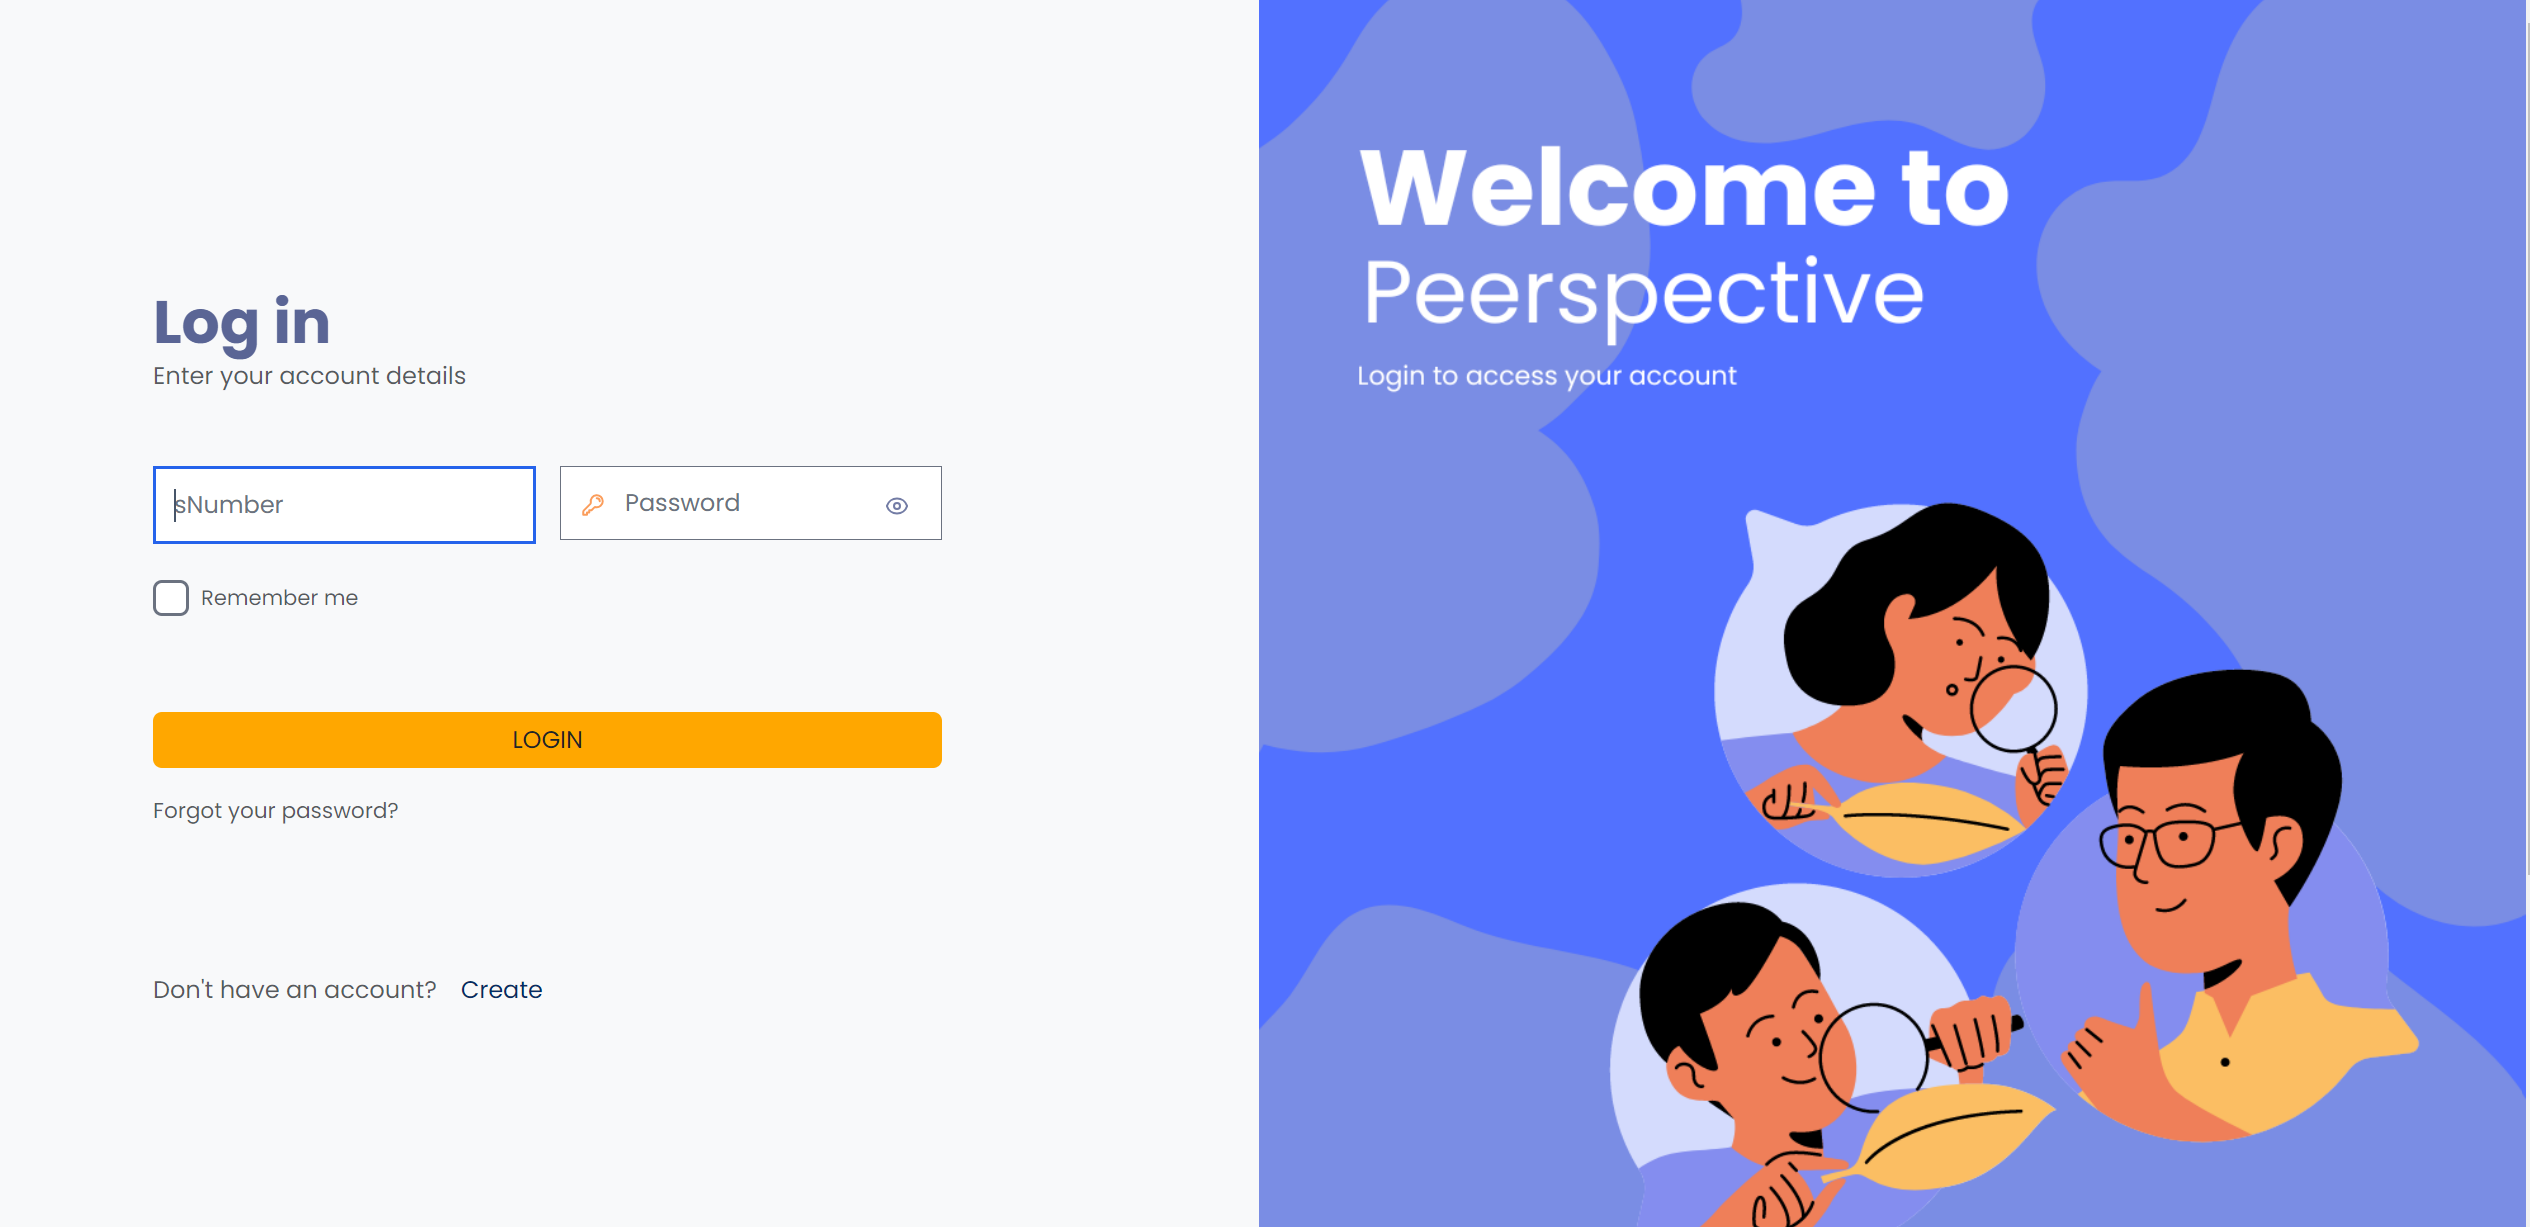 Log in
Enter your account details
sNumber
Password
Remember me
LOGIN
Forgot your password?
Don't have an account? Create
Welcome to
Peerspective
Login to access your account